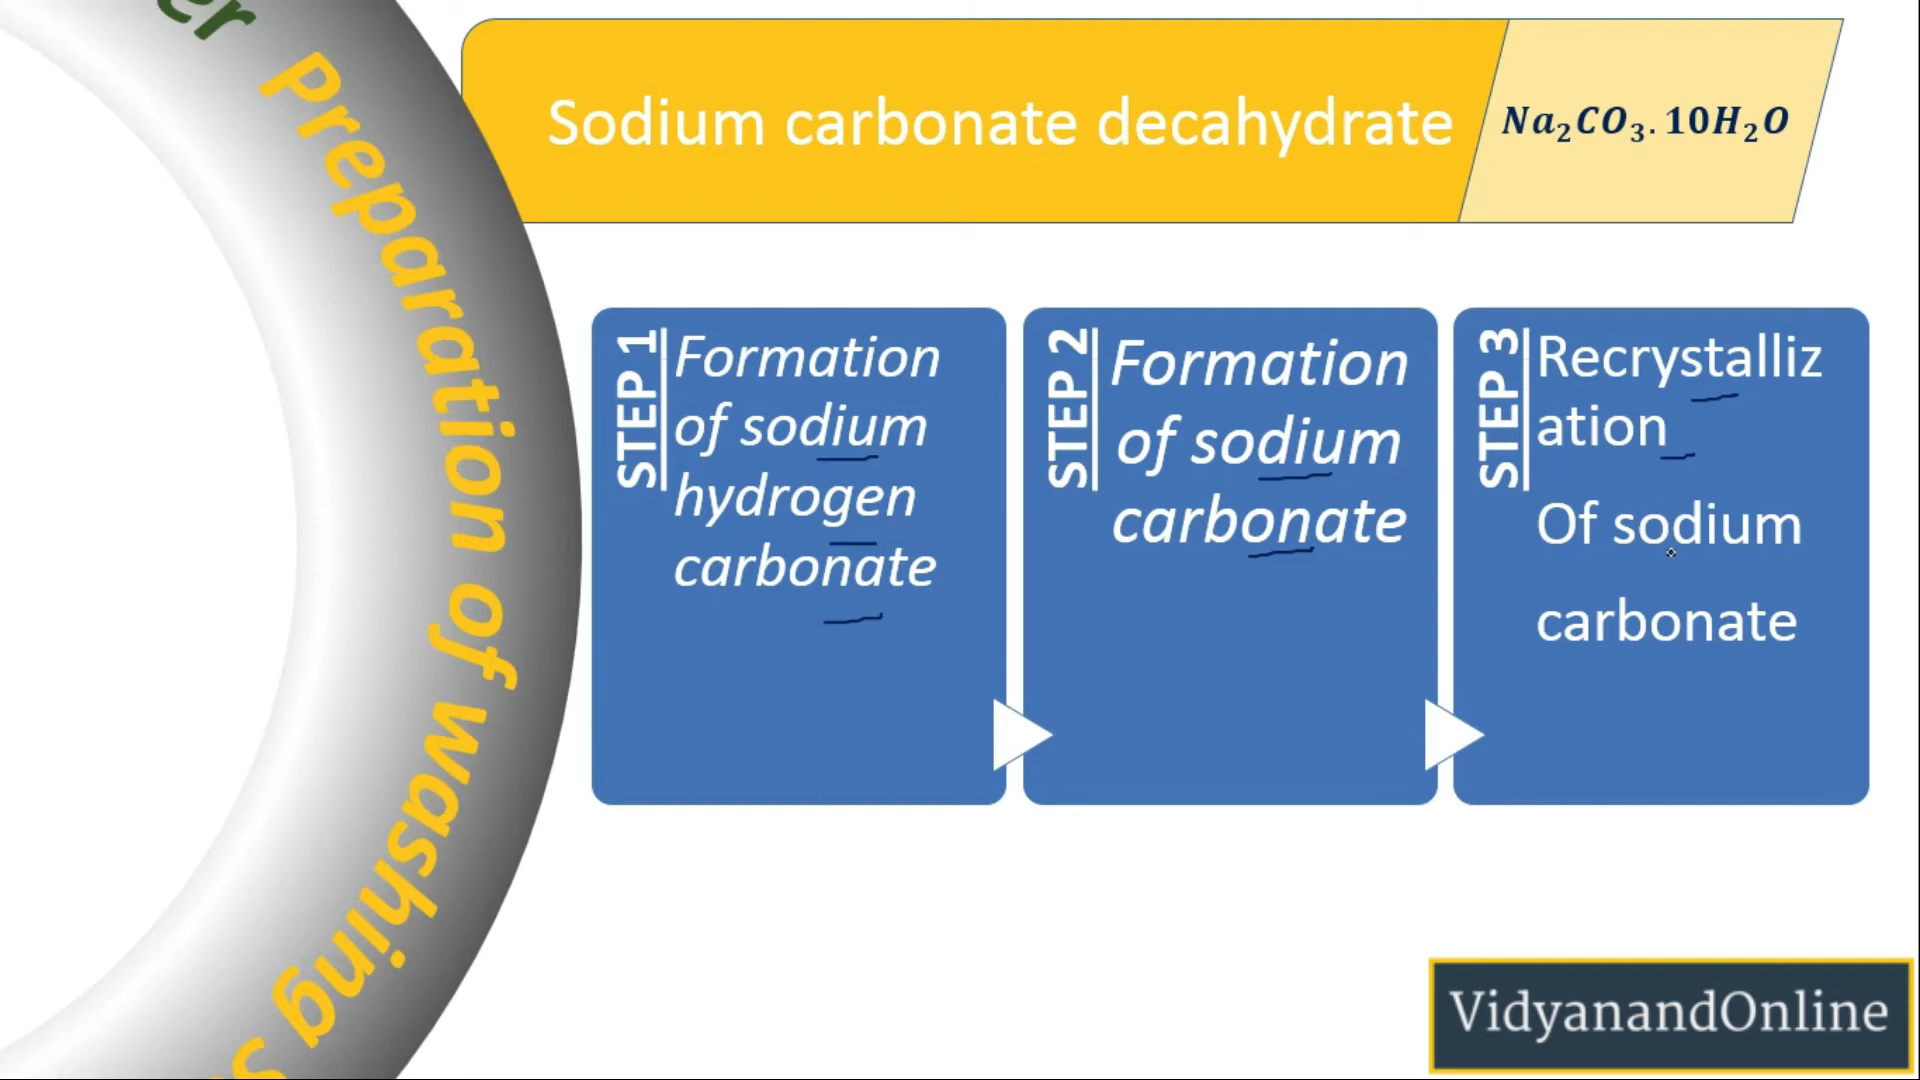 er Preparation of washing s
Sodium carbonate decahydrate
Na₂CO₃. 10H₂O
STEP 1
Formation
of sodium
hydrogen
carbonate
STEP 2
Formation
of sodium
carbonate
STEP 3
Recrystalliz
ation
Of sodium
carbonate
VidyanandOnline